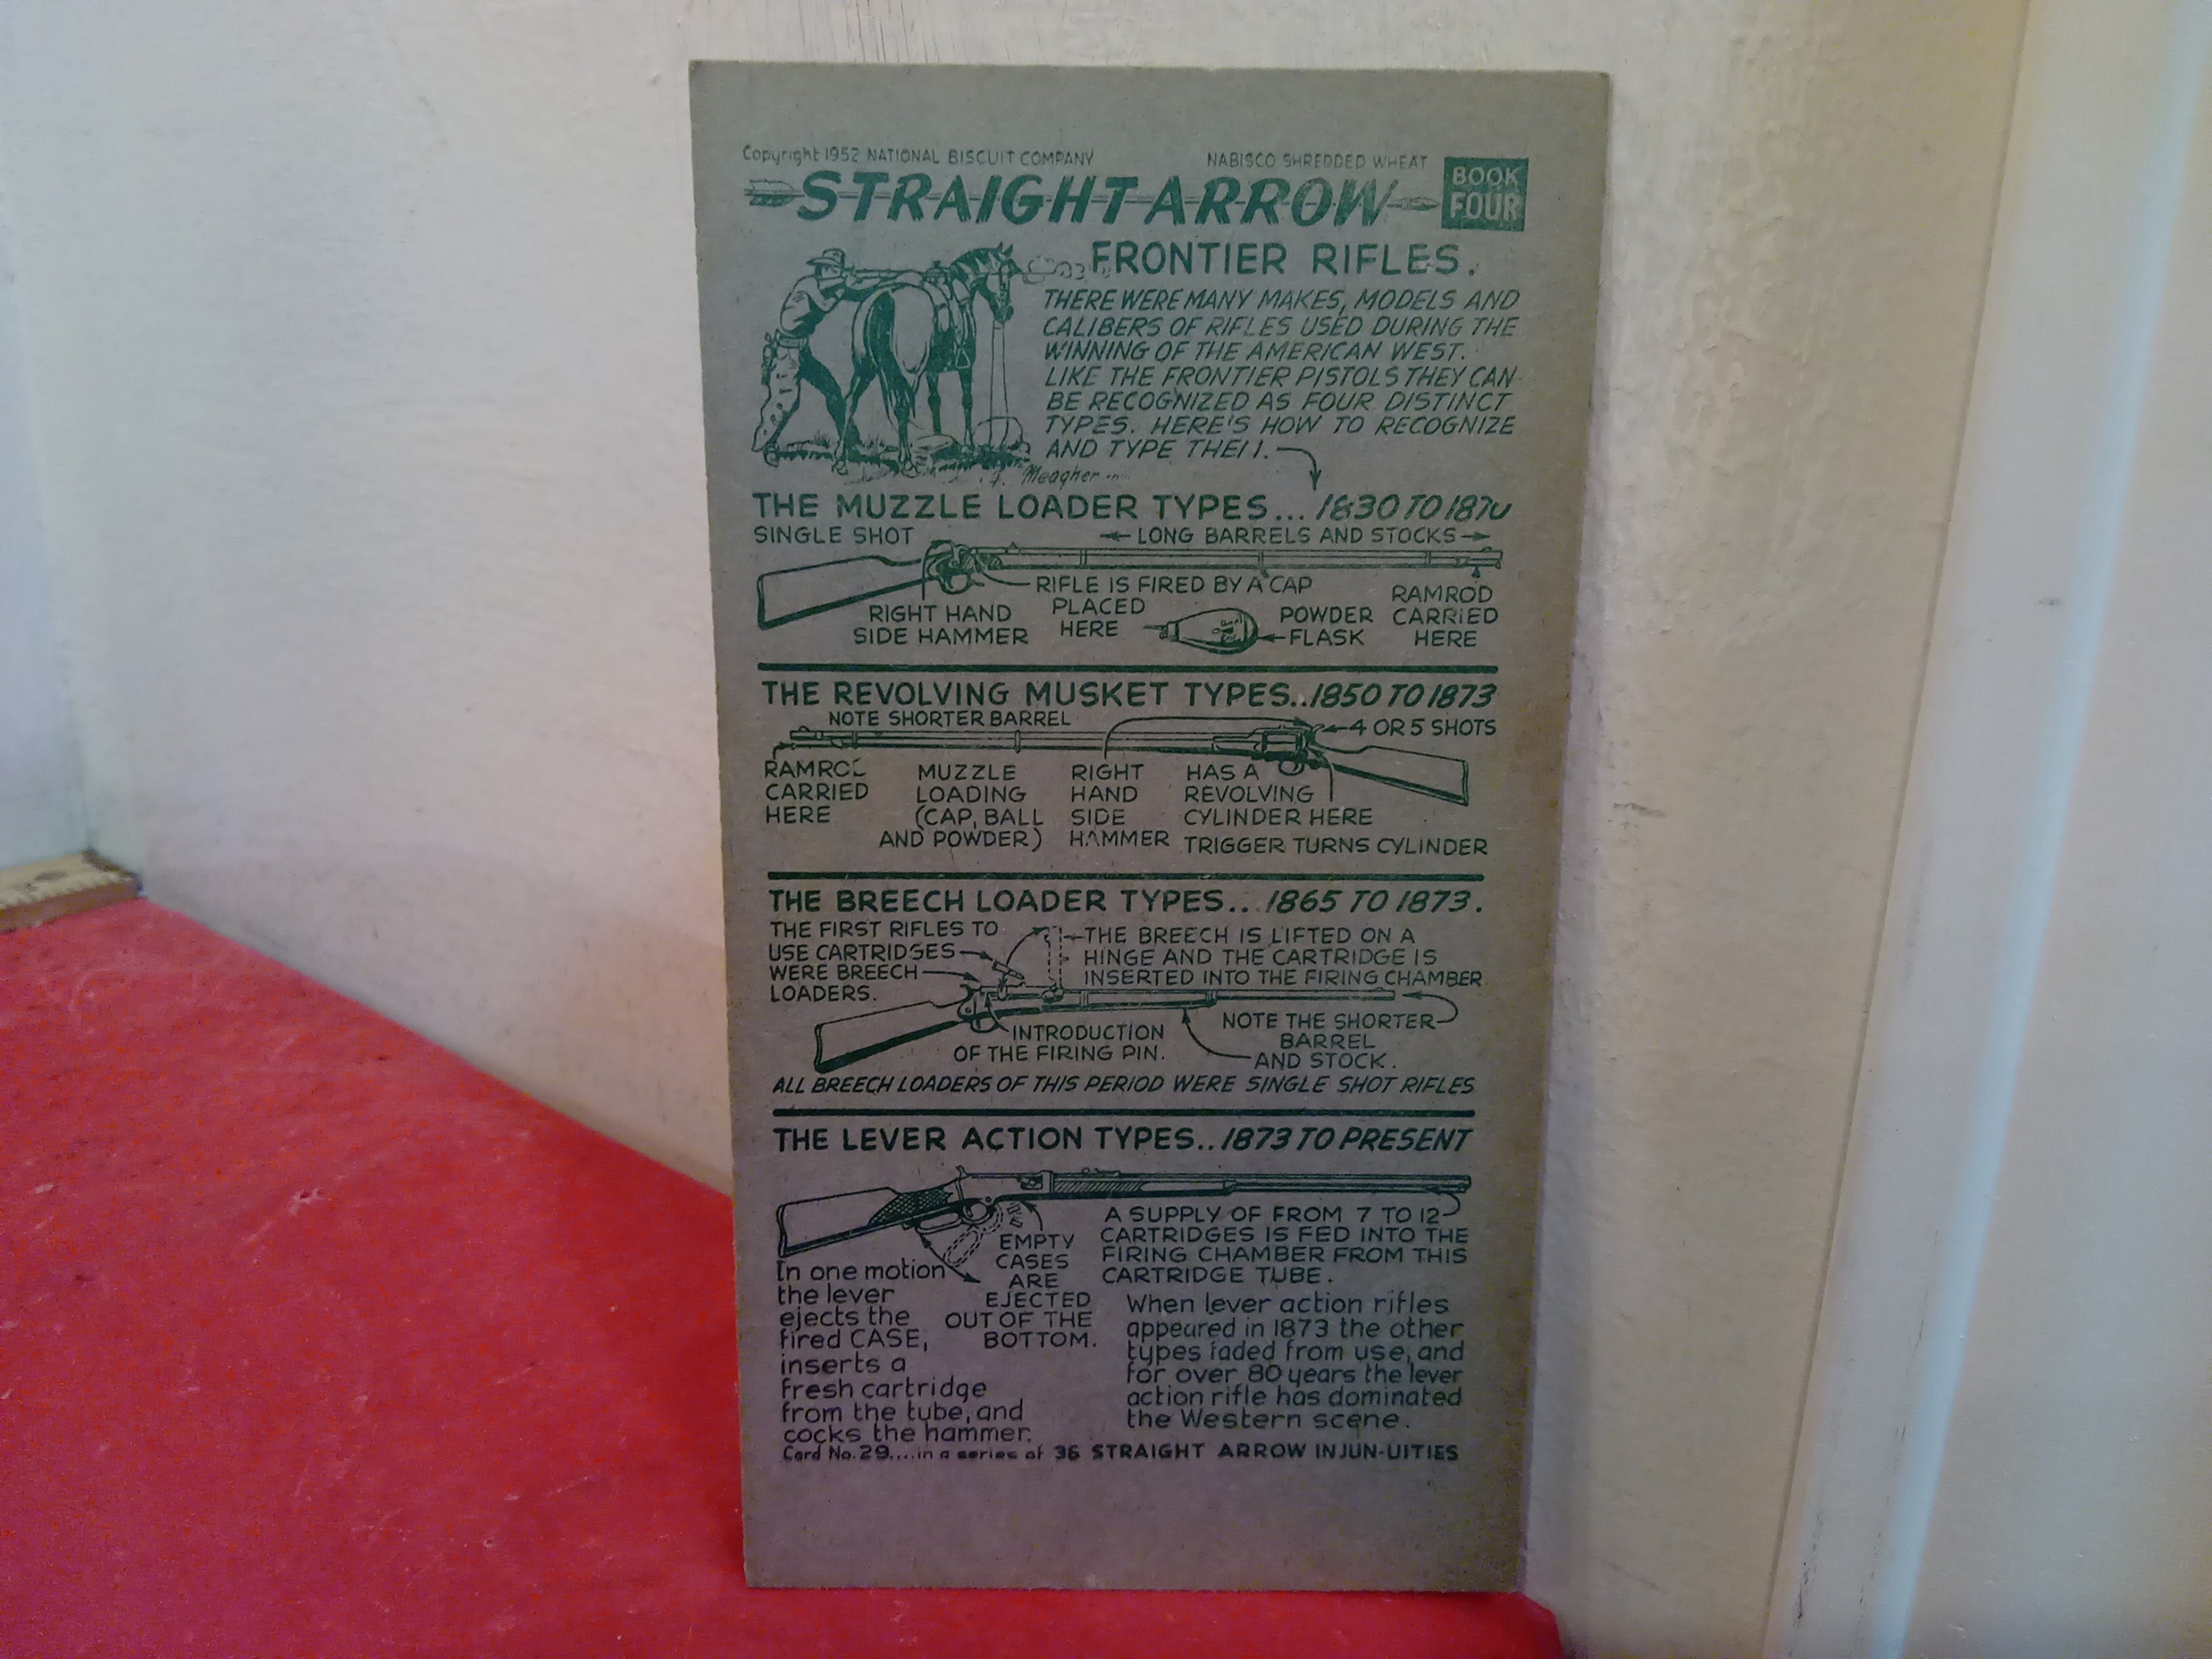 Copyright 1952 NATIONAL BISCUIT COMPANY NABISCO SHREDDED WHEAT
STRAIGHT ARROW
BOOK
FOUR
FRONTIER RIFLES.
THERE WERE MANY MAKES, MODELS AND
CALIBERS OF RIFLES USED DURING THE
WINNING OF THE AMERICAN WEST.
LIKE THE FRONTIER PISTOLS THEY CAN
BE RECOGNIZED AS FOUR DISTINCT
TYPES. HERE'S HOW TO RECOGNIZE
AND TYPE THEM.
Meagher
THE MUZZLE LOADER TYPES... 1830 TO 1870
SINGLE SHOT
LONG BARRELS AND STOCKS
RIFLE IS FIRED BY A CAP
PLACED
HERE
RIGHT HAND
SIDE HAMMER
POWDER
FLASK
RAMROD
CARRIED
HERE
THE REVOLVING MUSKET TYPES..1850 TO 1873
NOTE SHORTER BARREL
4 OR 5 SHOTS
RAMROD
CARRIED
HERE
MUZZLE
LOADING
(CAP, BALL
AND POWDER)
RIGHT
HAND
SIDE
HAMMER
HAS A
REVOLVING
CYLINDER HERE
TRIGGER TURNS CYLINDER
THE BREECH LOADER TYPES... 1865 TO 1873.
THE FIRST RIFLES TO
USE CARTRIDGES
WERE BREECH
LOADERS.
THE BREECH IS LIFTED ON A
HINGE AND THE CARTRIDGE IS
INSERTED INTO THE FIRING CHAMBER
INTRODUCTION
OF THE FIRING PIN.
NOTE THE SHORTER
BARREL
AND STOCK.
ALL BREECH LOADERS OF THIS PERIOD WERE SINGLE SHOT RIFLES
THE LEVER ACTION TYPES.. 1873 TO PRESENT
In one motion
the lever
ejects the
fired CASE,
inserts a
fresh cartridge
from the tube, and
cocks the hammer.
EMPTY
CASES
ARE
EJECTED
OUT OF THE
BOTTOM.
A SUPPLY OF FROM 7 TO 12
CARTRIDGES IS FED INTO THE
FIRING CHAMBER FROM THIS
CARTRIDGE TUBE.
When lever action rifles
appeared in 1873 the other
types faded from use, and
for over 80 years the lever
action rifle has dominated
the Western scene.
Card No. 29....in a series of 36 STRAIGHT ARROW INJUN-UITIES